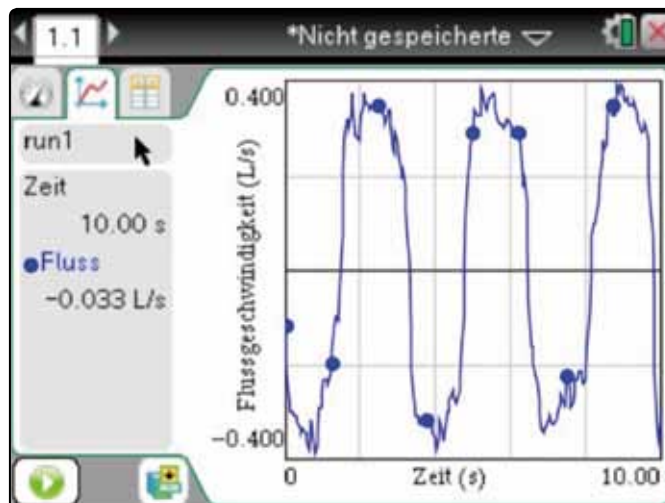 1.1
*Nicht gespeicherte
run1
Zeit
10.00 s
Fluss
−0.033 L/s
0.400
Flussgeschwindigkeit (L/s)
−0.400
0
Zeit (s)
10.00